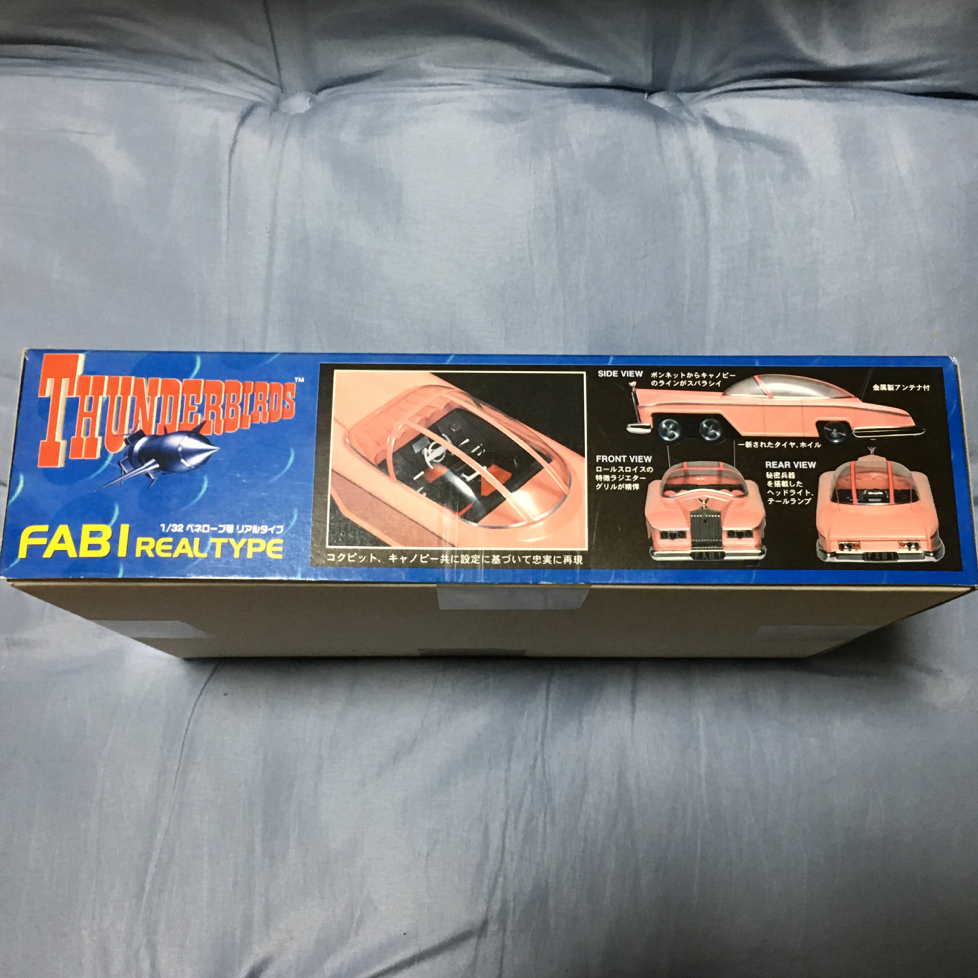 THUNDERBIRDS™
1/32 ペネロープ号 リアルタイプ
FAB1 REALTYPE
コクピット、キャノピー共に設定に基づいて忠実に再現
SIDE VIEW
ボンネットからキャノピー
のラインがスバラシイ
金属製アンテナ付
一新されたタイヤ、ホイル
FRONT VIEW
ロールスロイスの
特徴ラジエター
グリルが精悍
REAR VIEW
秘密兵器
を搭載した
ヘッドライト、
テールランプ
FAB1